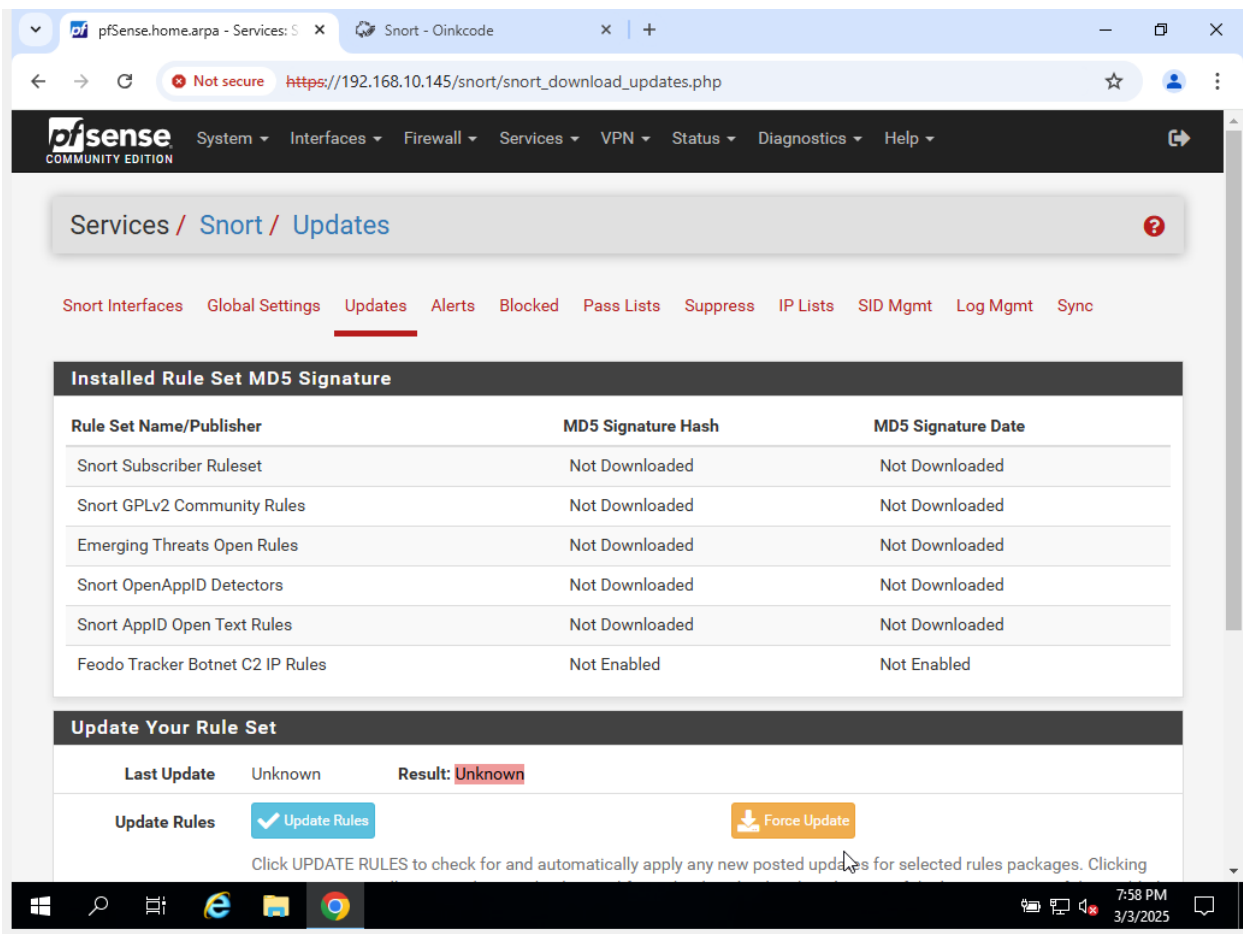 pfSense.home.arpa - Services: S
Snort - Oinkcode
Not secure https://192.168.10.145/snort/snort_download_updates.php
pfsense
COMMUNITY EDITION
System Interfaces Firewall Services VPN Status Diagnostics Help
Services / Snort / Updates
Snort Interfaces Global Settings Updates Alerts Blocked Pass Lists Suppress IP Lists SID Mgmt Log Mgmt Sync
Installed Rule Set MD5 Signature
Rule Set Name/Publisher MD5 Signature Hash MD5 Signature Date
Snort Subscriber Ruleset Not Downloaded Not Downloaded
Snort GPLv2 Community Rules Not Downloaded Not Downloaded
Emerging Threats Open Rules Not Downloaded Not Downloaded
Snort OpenAppID Detectors Not Downloaded Not Downloaded
Snort AppID Open Text Rules Not Downloaded Not Downloaded
Feodo Tracker Botnet C2 IP Rules Not Enabled Not Enabled
Update Your Rule Set
Last Update Unknown Result: Unknown
Update Rules Update Rules Force Update
Click UPDATE RULES to check for and automatically apply any new posted updates for selected rules packages. Clicking
7:58 PM
3/3/2025